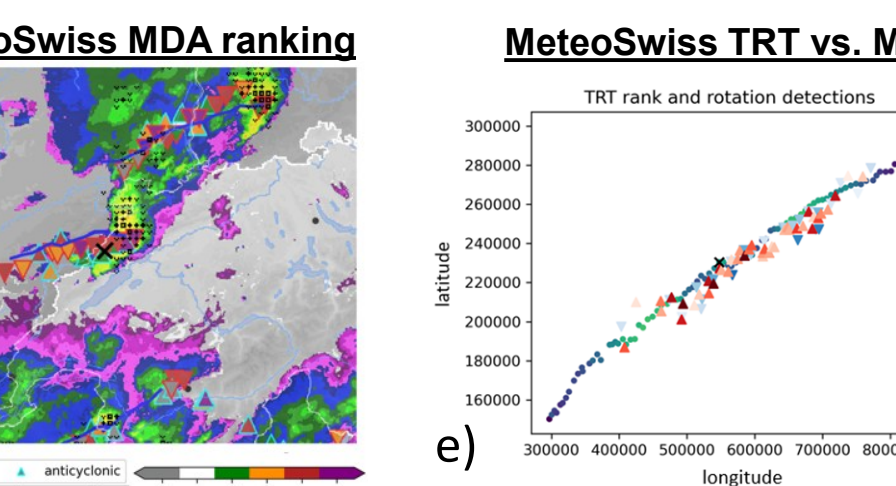 oSwiss MDA ranking
MeteoSwiss TRT vs. M
TRT rank and rotation detections
300000
280000
260000
240000
220000
200000
180000
160000
latitude
e)
300000 400000 500000 600000 700000 8000
longitude
anticyclonic